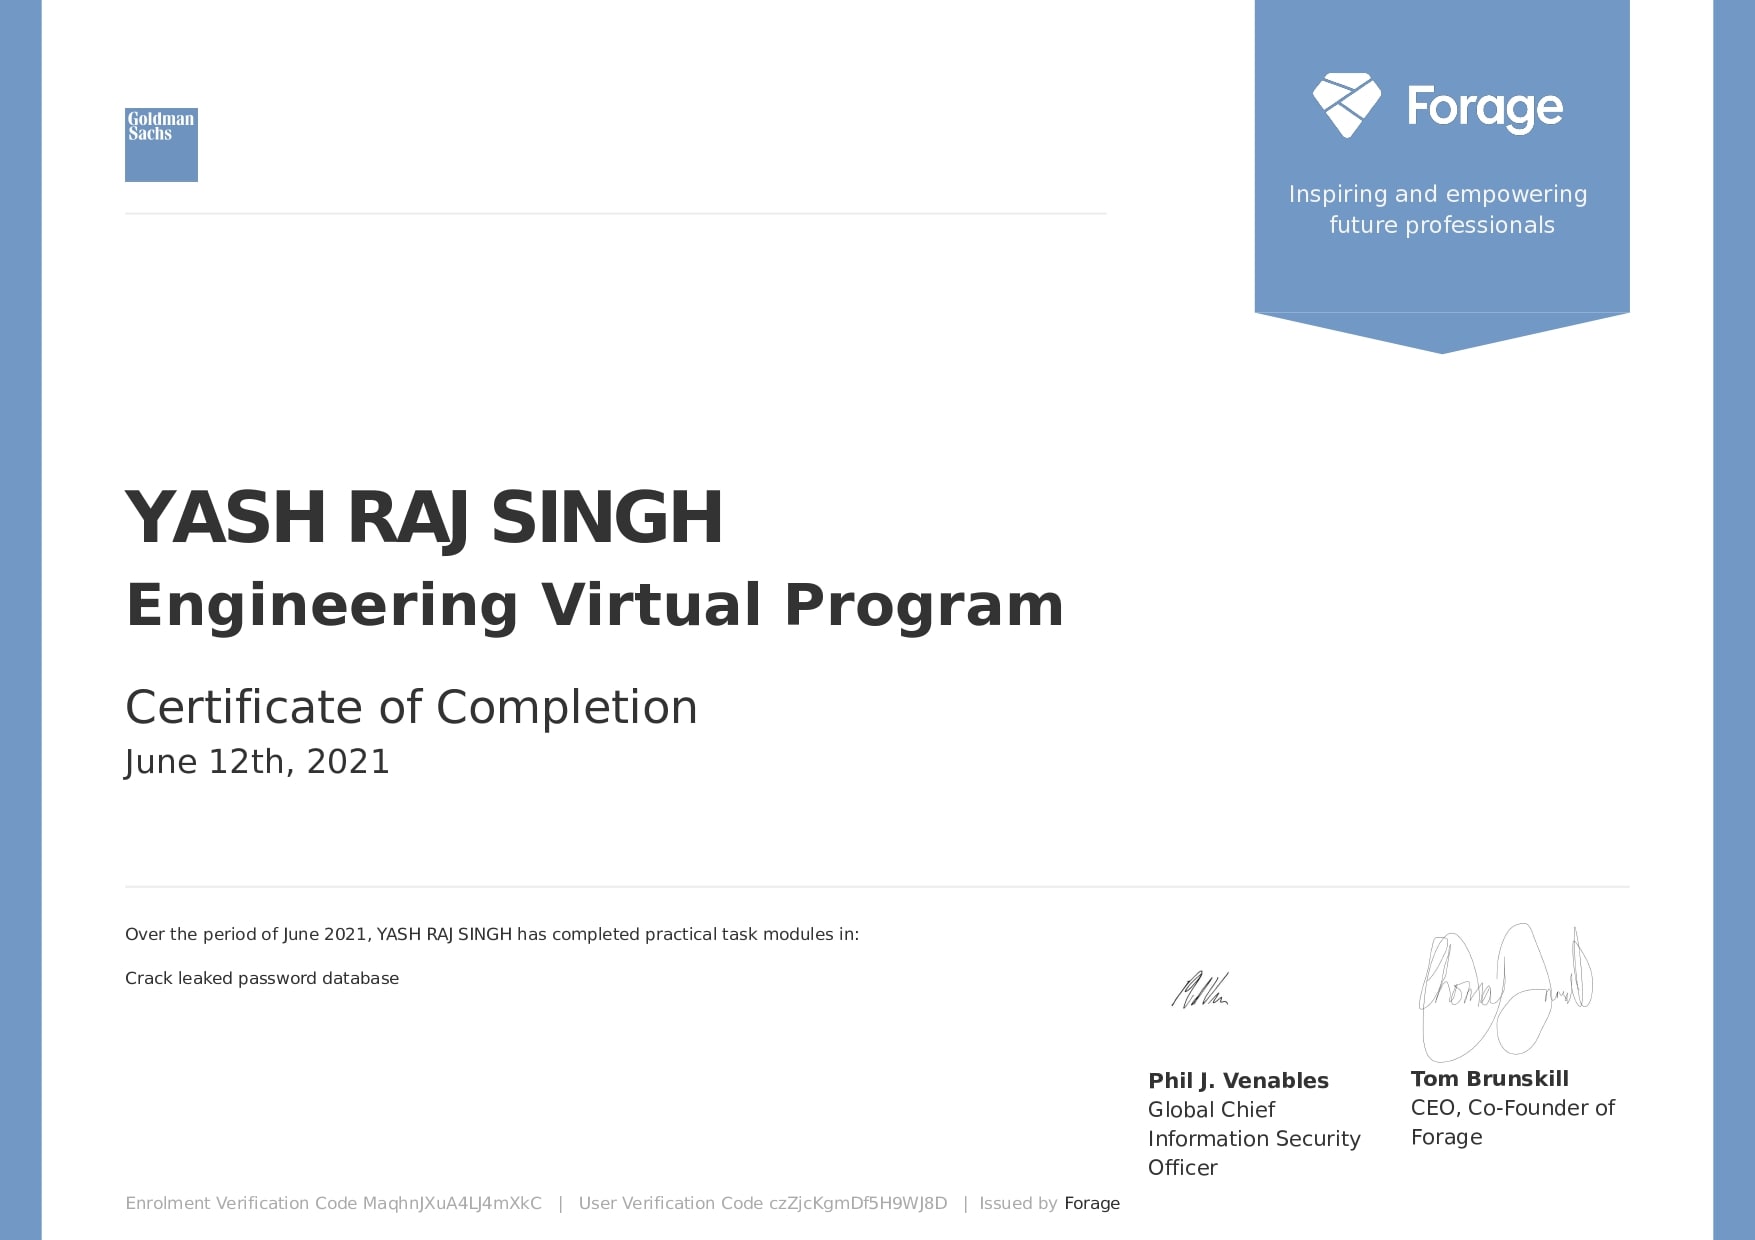 Goldman
Sachs
Forage
Inspiring and empowering
future professionals
YASH RAJ SINGH
Engineering Virtual Program
Certificate of Completion
June 12th, 2021
Over the period of June 2021, YASH RAJ SINGH has completed practical task modules in:
Crack leaked password database
Phil J. Venables
Global Chief
Information Security
Officer
Tom Brunskill
CEO, Co-Founder of
Forage
Enrolment Verification Code MaqhnJXuA4LJ4mXkC | User Verification Code czZjcKgmDf5H9WJ8D | Issued by Forage